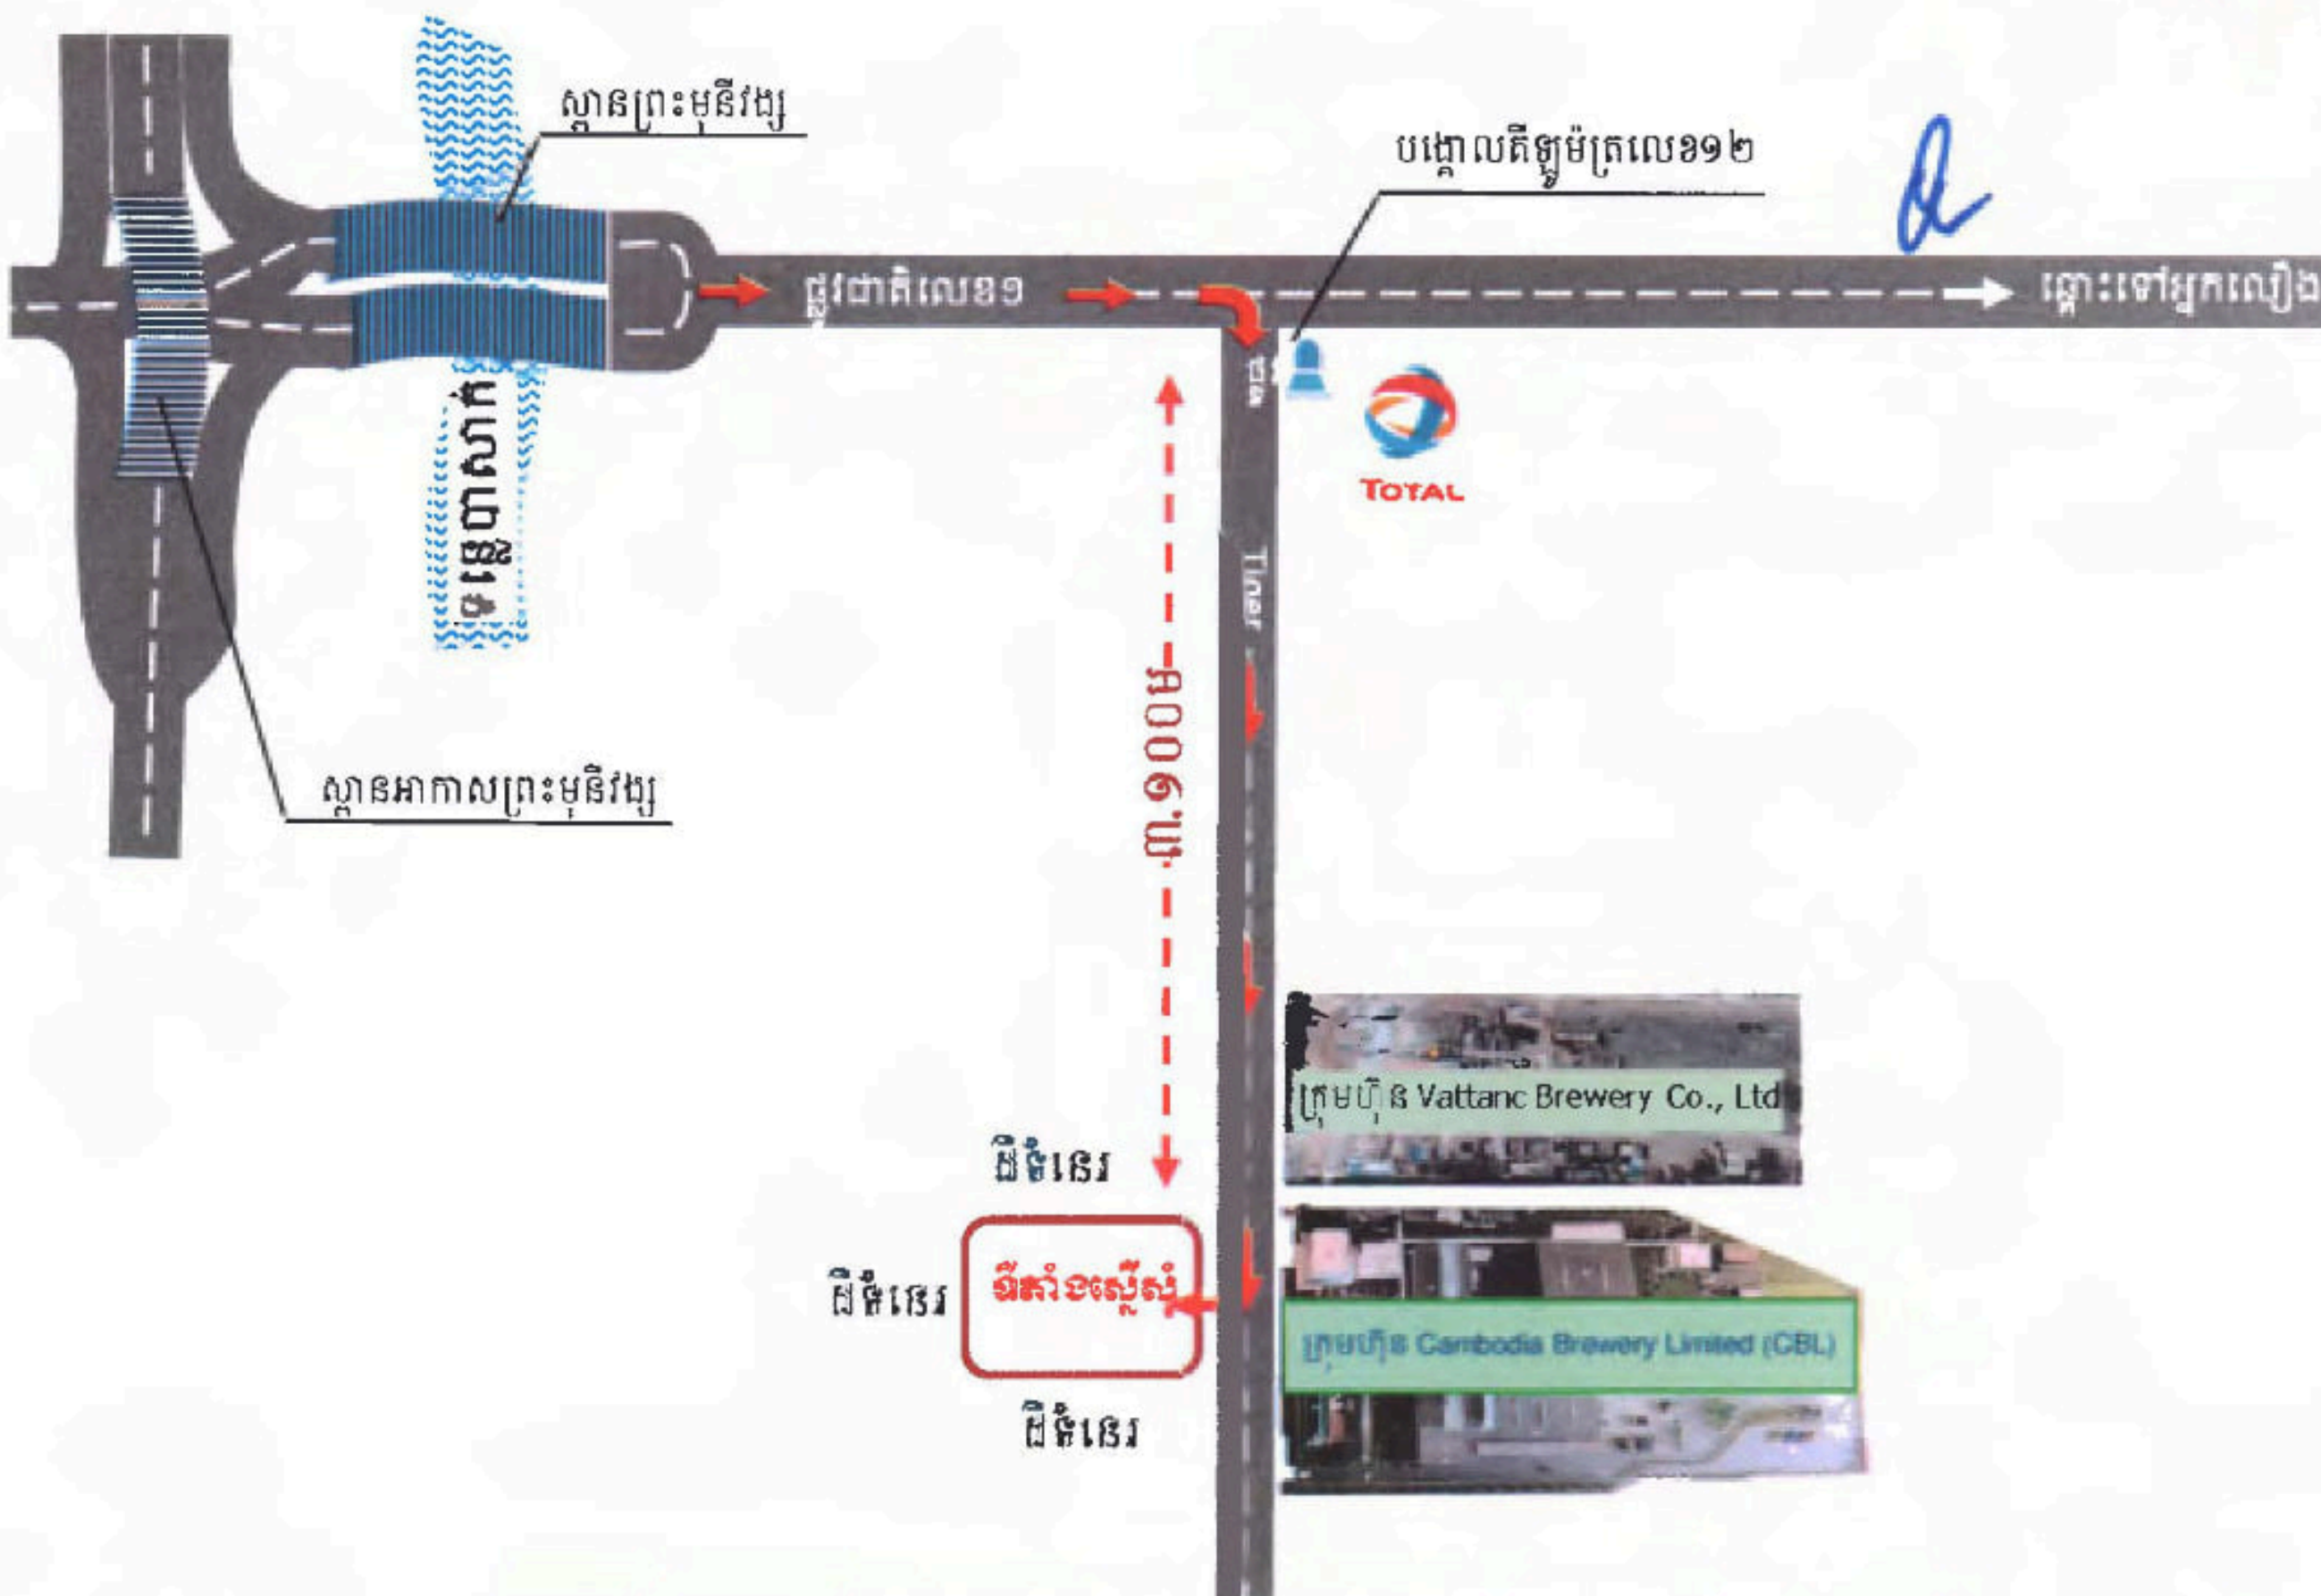 ស្ពានព្រះមុនីវង្ស
បង្គោលគីឡូម៉ត្រលេខ១២
ផ្លូវជាតិលេខ១
ឆ្ពោះទៅអ្នកលឿង
TOTAL
ទន្លេបាសាក់
ស្ពានអាកាសព្រះមុនីវង្ស
៣.១០០ម
ក្រុមហ៊ុន Vattanc Brewery Co., Ltd
ដីទំនេរ
ដីទំនេរ
ទីតាំងស្នើសុំ
ក្រុមហ៊ុន Cambodia Brewery Limited (CBL)
ដីទំនេរ